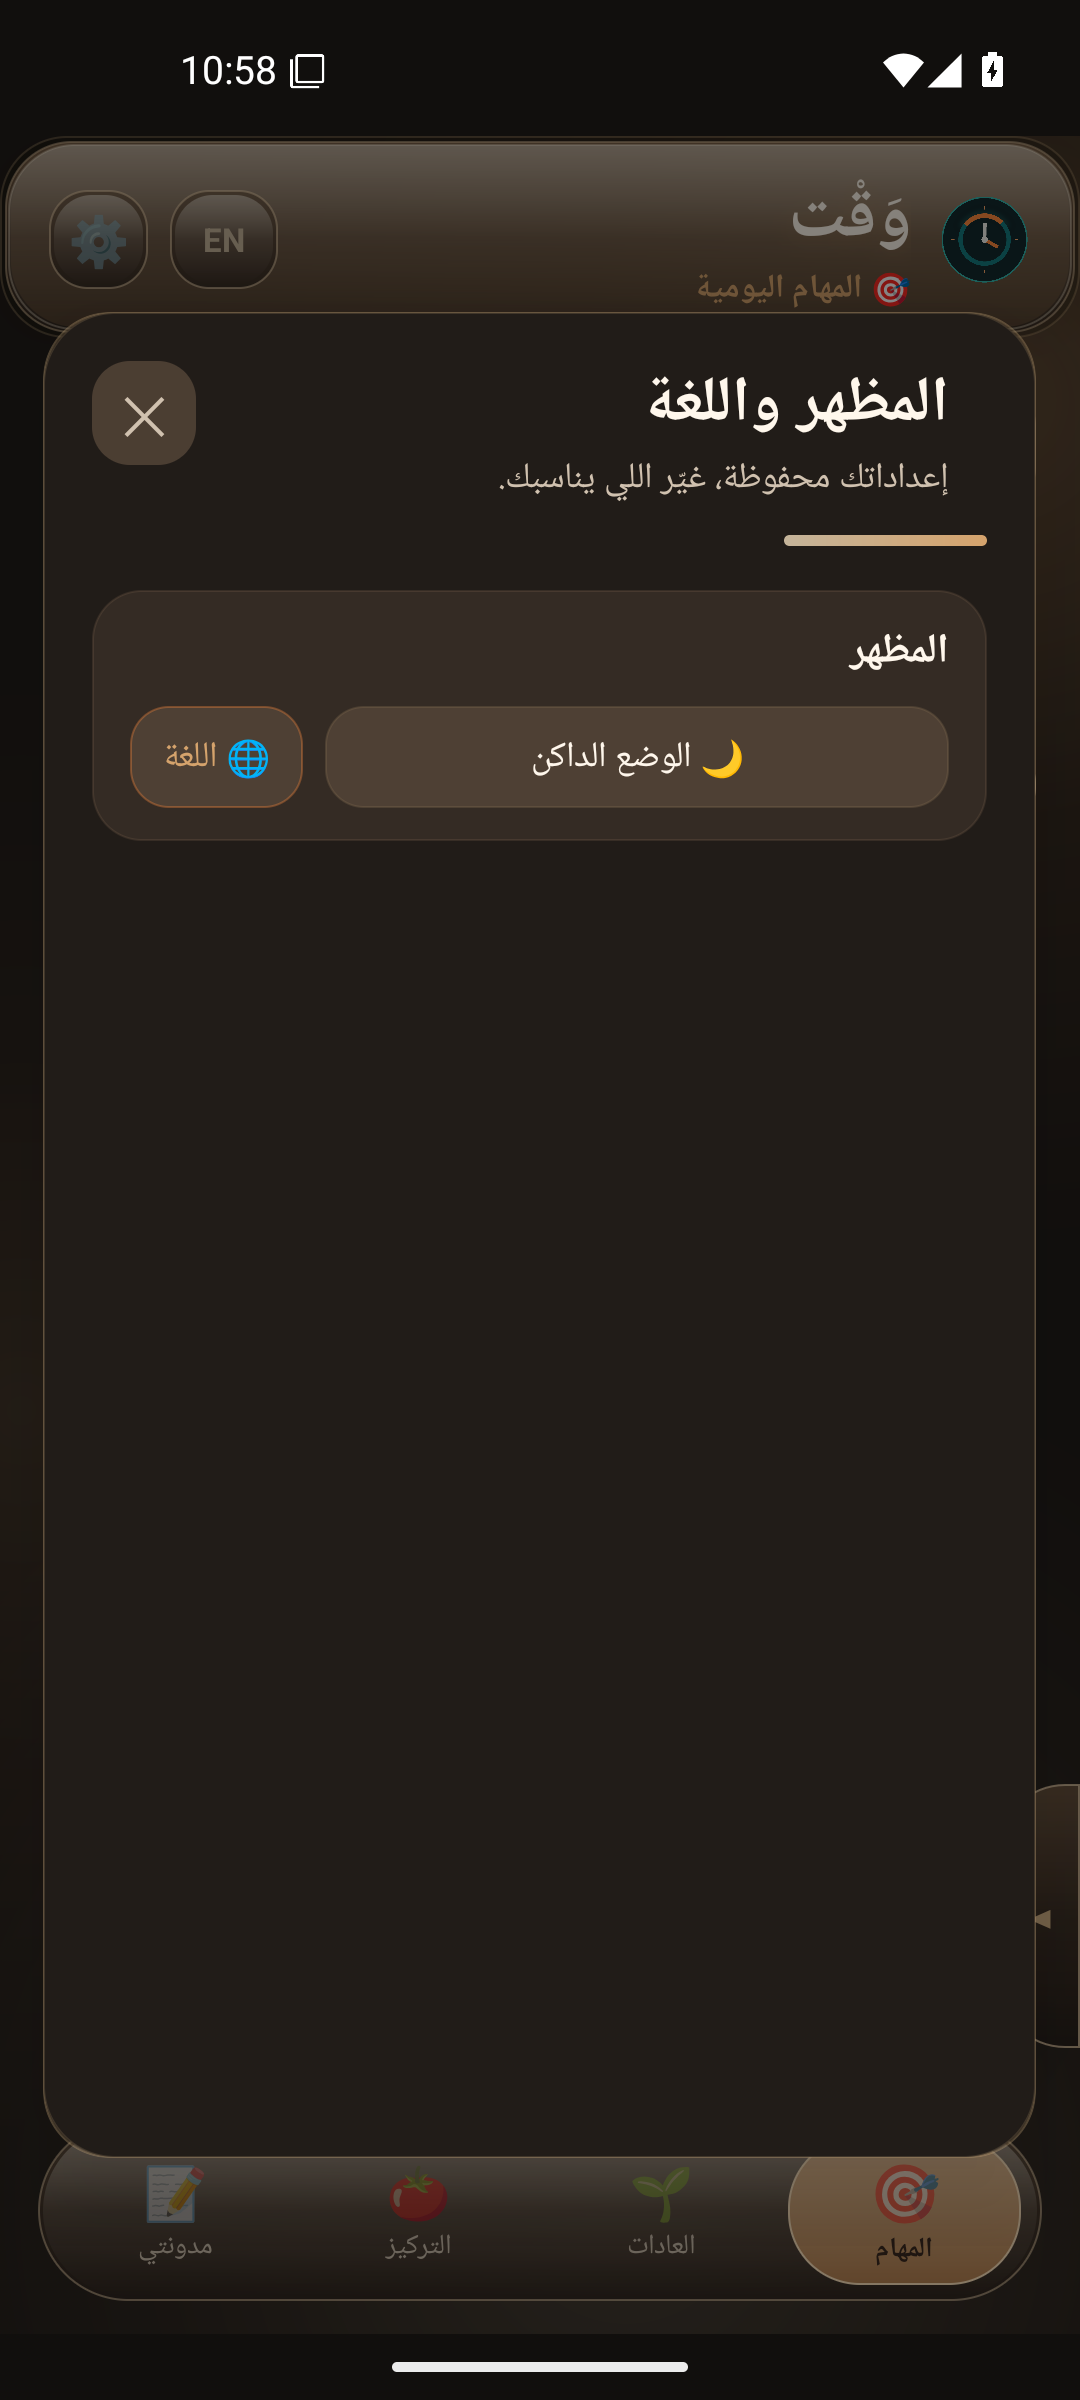 10:58
وَقْت
المهام اليومية
EN
المظهر واللغة
إعداداتك محفوظة، غيّر اللي يناسبك.
المظهر
الوضع الداكن
اللغة
المهام
العادات
التركيز
مدونتي